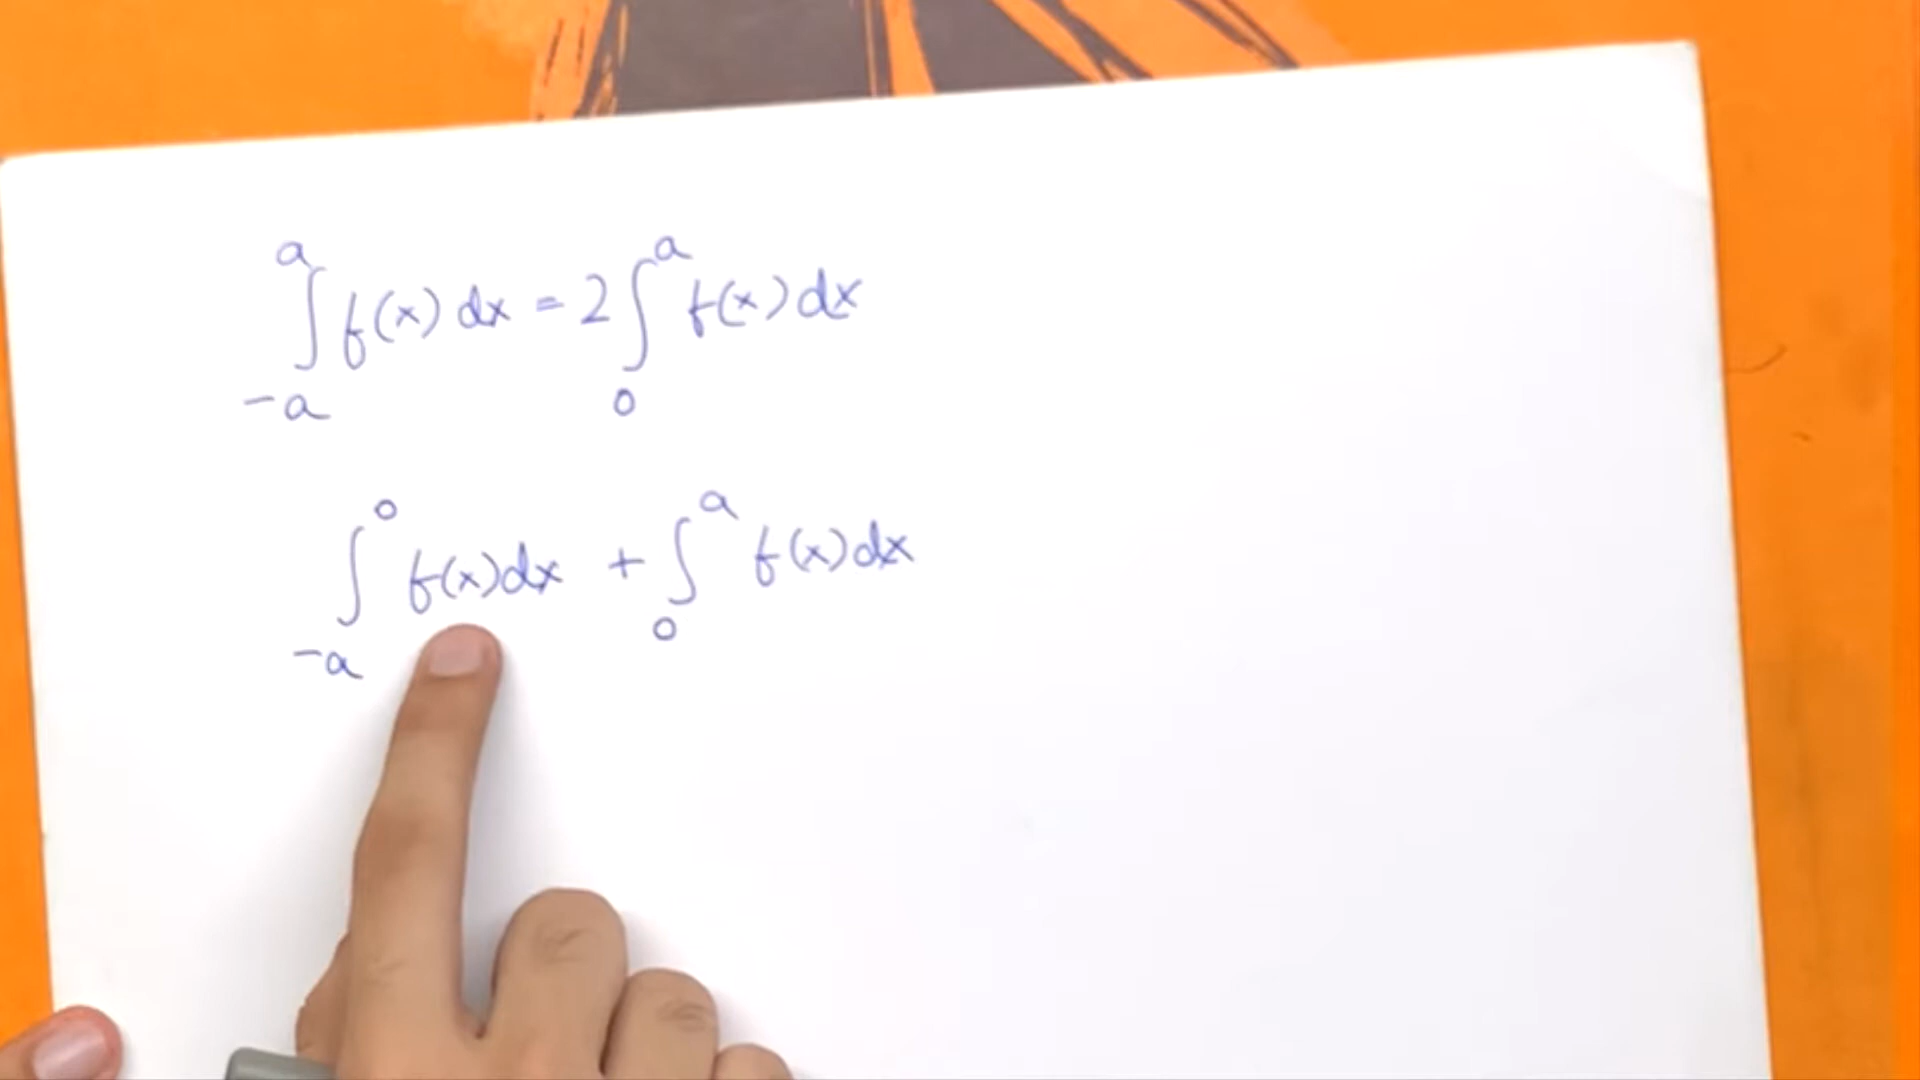 ∫_{-a}^{a} f(x) dx = 2 ∫_{0}^{a} f(x) dx
∫_{-a}^{0} f(x) dx + ∫_{0}^{a} f(x) dx